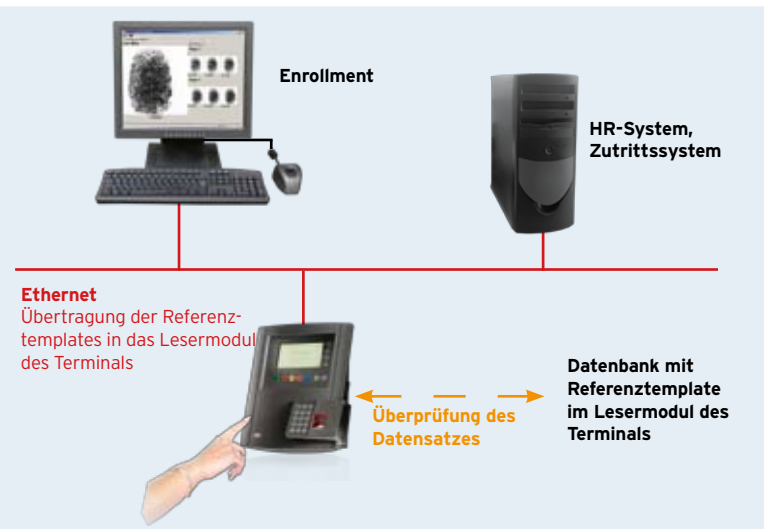 Enrollment
HR-System,
Zutrittssystem
Ethernet
Übertragung der Referenz-
templates in das Lesermodul
des Terminals
Überprüfung des
Datensatzes
Datenbank mit
Referenztemplate
im Lesermodul des
Terminals